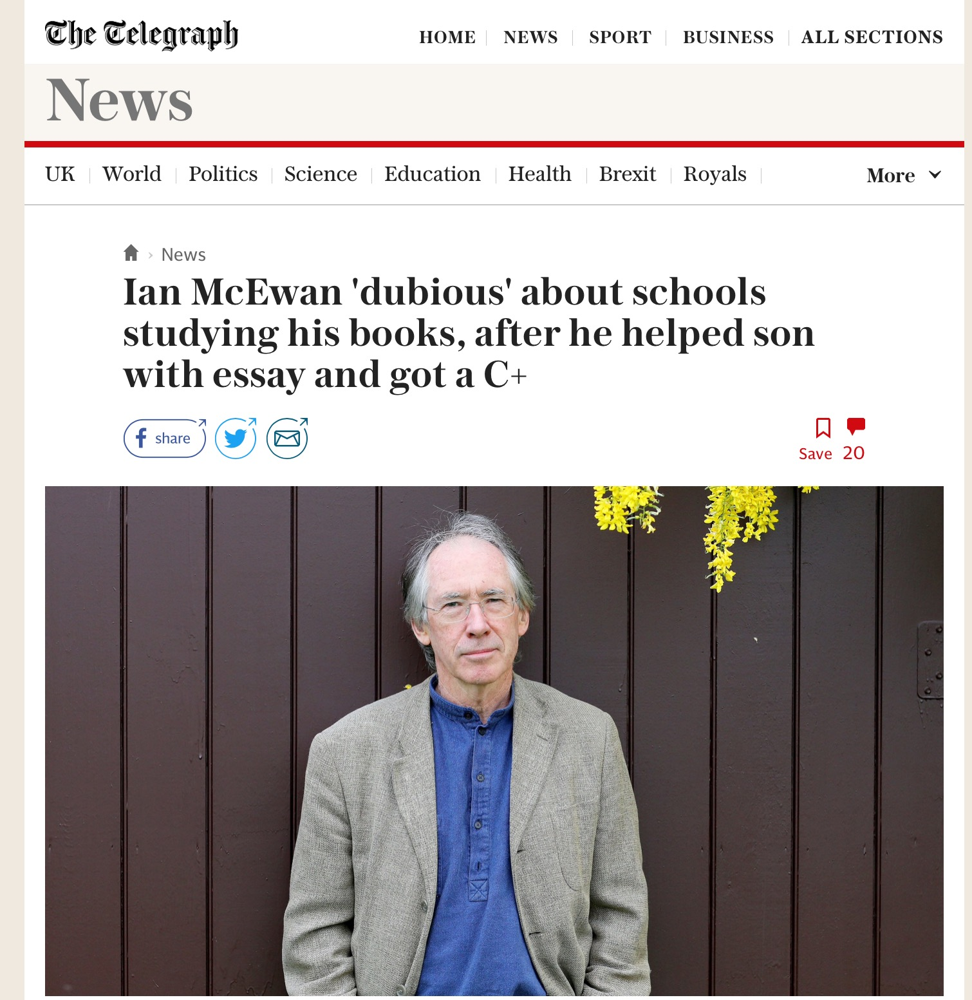 The Telegraph
HOME NEWS SPORT BUSINESS ALL SECTIONS
News
UK World Politics Science Education Health Brexit Royals More
› News
Ian McEwan 'dubious' about schools
studying his books, after he helped son
with essay and got a C+
f share
Save 20